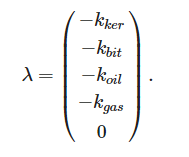 −k_ker
−k_bit
λ = −k_oil .
−k_gas
0